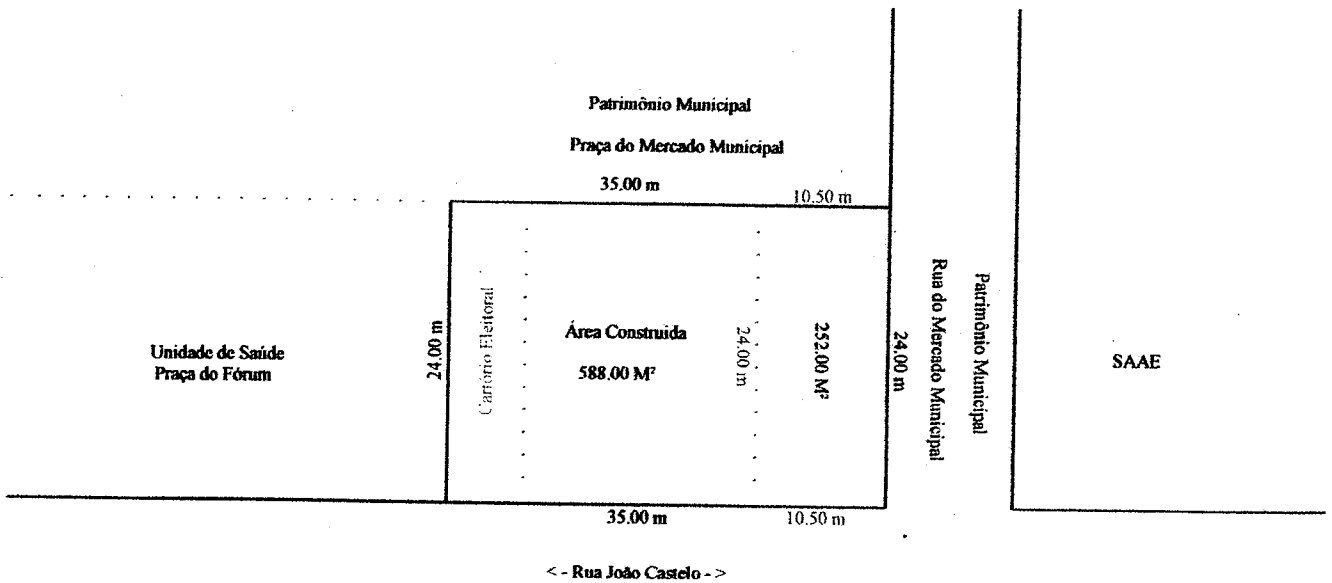 Patrimônio Municipal
Praça do Mercado Municipal
35.00 m
10.50 m
Unidade de Saúde
Praça do Fórum
24.00 m
Cartório Eleitoral
Área Construida
588.00 M²
24.00 m
252.00 M²
24.00 m
Rua do Mercado Municipal
Patrimônio Municipal
SAAE
35.00 m
10.50 m
< - Rua João Castelo - >